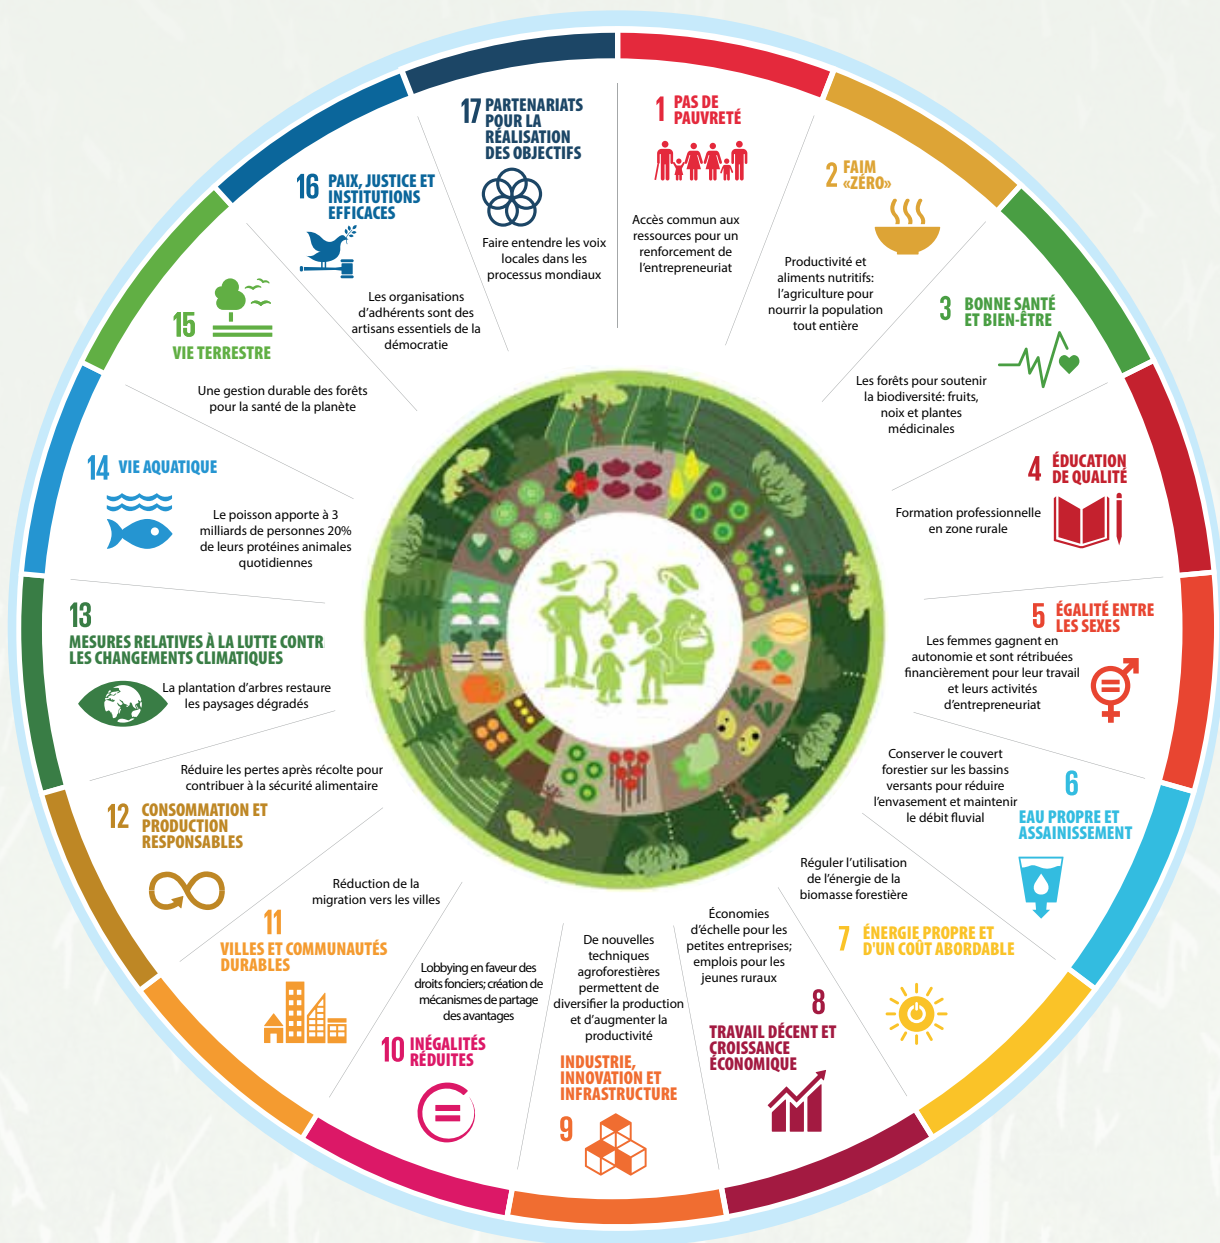 1 PAS DE
PAUVRETÉ
Accès commun aux
ressources pour un
renforcement de
l'entrepreneuriat
2 FAIM
«ZÉRO»
Productivité et
aliments nutritifs:
l'agriculture pour
nourrir la population
tout entière
3 BONNE SANTÉ
ET BIEN-ÊTRE
Les forêts pour soutenir
la biodiversité: fruits,
noix et plantes
médicinales
4 ÉDUCATION
DE QUALITÉ
Formation professionnelle
en zone rurale
5 ÉGALITÉ ENTRE
LES SEXES
Les femmes gagnent en
autonomie et sont rétribuées
financièrement pour leur travail
et leurs activités
d'entrepreneuriat
6
EAU PROPRE ET
ASSAINISSEMENT
Conserver le couvert
forestier sur les bassins
versants pour réduire
l'envasement et maintenir
le débit fluvial
7 ÉNERGIE PROPRE ET
D'UN COÛT ABORDABLE
Réguler l'utilisation
de l'énergie de la
biomasse forestière
8
TRAVAIL DÉCENT ET
CROISSANCE
ÉCONOMIQUE
Économies
d'échelle pour les
petites entreprises;
emplois pour les
jeunes ruraux
De nouvelles
techniques
agroforestières
permettent de
diversifier la production
et d'augmenter la
productivité
INDUSTRIE,
INNOVATION ET
INFRASTRUCTURE
9
Lobbying en faveur des
droits fonciers; création de
mécanismes de partage
des avantages
10 INÉGALITÉS
RÉDUITES
Réduction de la
migration vers les villes
11
VILLES ET COMMUNAUTÉS
DURABLES
Réduire les pertes après récolte pour
contribuer à la sécurité alimentaire
12 CONSOMMATION ET
PRODUCTION
RESPONSABLES
13
MESURES RELATIVES À LA LUTTE CONTR
LES CHANGEMENTS CLIMATIQUES
La plantation d'arbres restaure
les paysages dégradés
14 VIE AQUATIQUE
Le poisson apporte à 3
milliards de personnes 20%
de leurs protéines animales
quotidiennes
15
VIE TERRESTRE
Une gestion durable des forêts
pour la santé de la planète
16 PAIX, JUSTICE ET
INSTITUTIONS
EFFICACES
Les organisations
d'adhérents sont des
artisans essentiels de la
démocratie
17 PARTENARIATS
POUR LA
RÉALISATION
DES OBJECTIFS
Faire entendre les voix
locales dans les
processus mondiaux